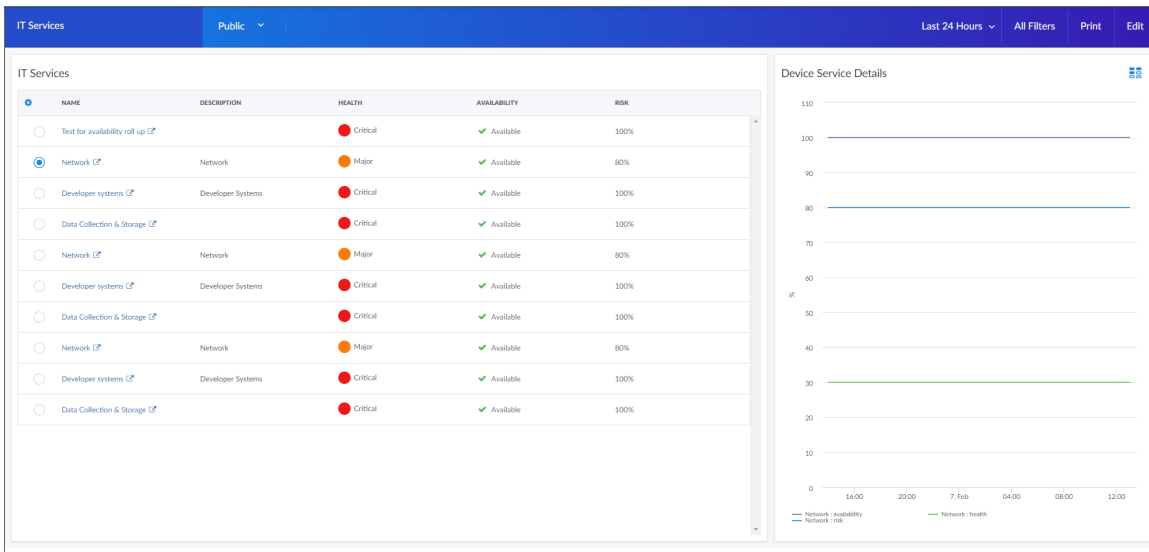 IT Services Public Last 24 Hours All Filters Print Edit
IT Services
NAME DESCRIPTION HEALTH AVAILABILITY RISK
Test for availability roll up Critical Available 100%
Network Network Major Available 80%
Developer systems Developer Systems Critical Available 100%
Data Collection & Storage Critical Available 100%
Network Network Major Available 80%
Developer systems Developer Systems Critical Available 100%
Data Collection & Storage Critical Available 100%
Network Network Major Available 80%
Developer systems Developer Systems Critical Available 100%
Data Collection & Storage Critical Available 100%
Device Service Details
110
100
90
80
70
60
%
50
40
30
20
10
0
16:00 20:00 7. Feb 04:00 08:00 12:00
Network : availability Network : health
Network : risk